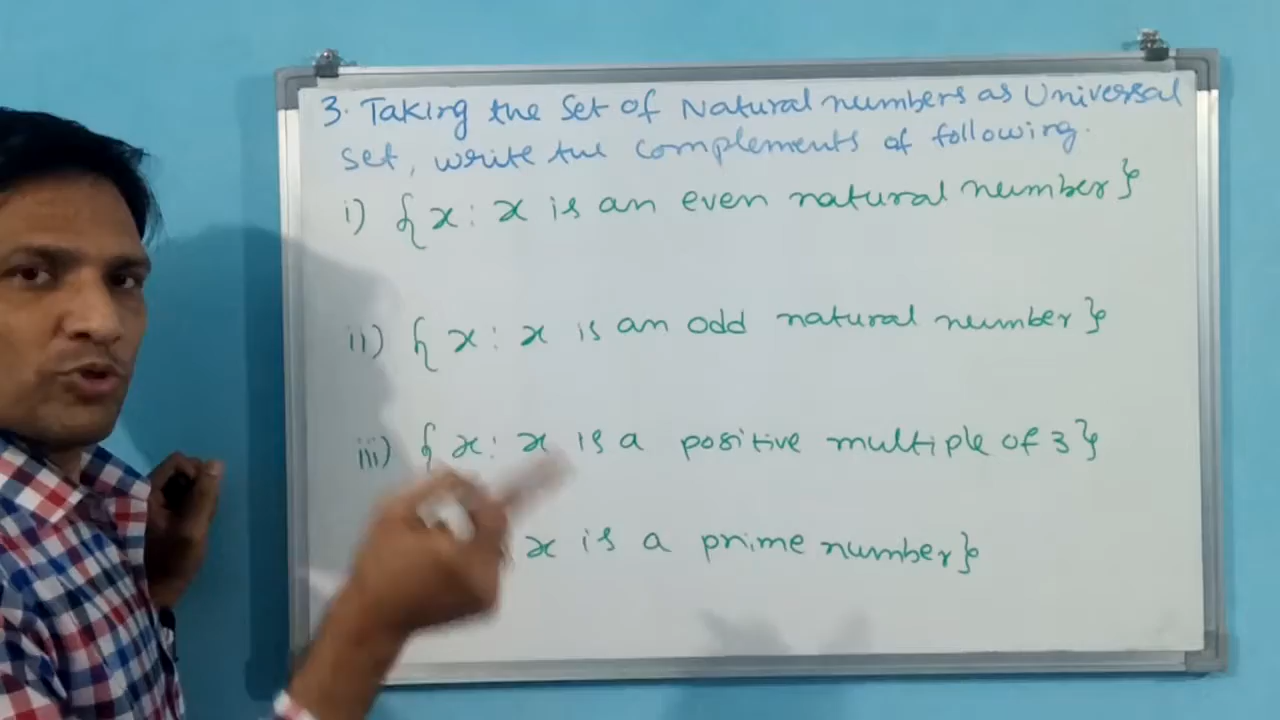 3. Taking the set of Natural numbers as Universal
set, write the complements of following.
i) {x: x is an even natural number}
ii) {x: x is an odd natural number}
iii) {x: x is a positive multiple of 3}
x is a prime number}